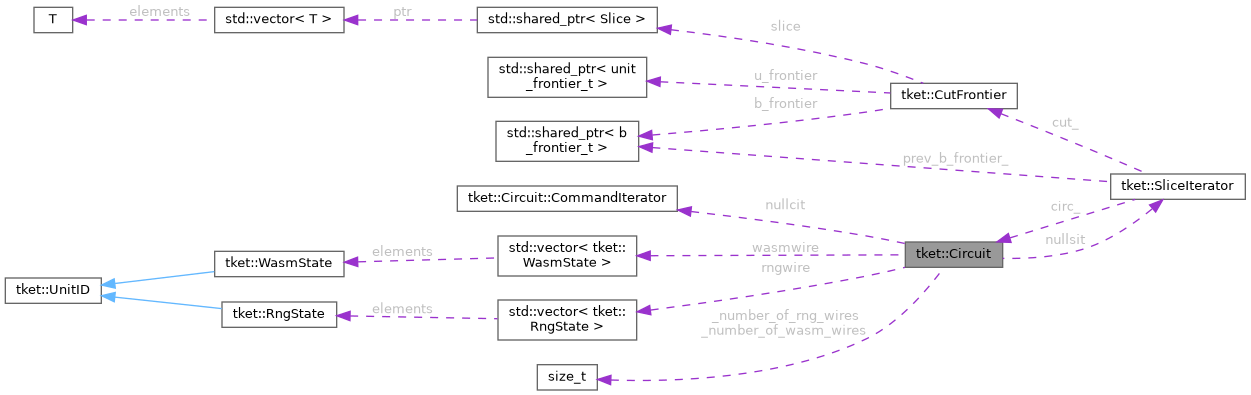 T
elements
std::vector< T >
ptr
std::shared_ptr< Slice >
slice
std::shared_ptr< unit
_frontier_t >
u_frontier
tket::CutFrontier
b_frontier
cut_
std::shared_ptr< b
_frontier_t >
prev_b_frontier_
tket::SliceIterator
tket::Circuit::CommandIterator
nullcit
circ_
nullsit
tket::Circuit
wasmwire
std::vector< tket::
WasmState >
elements
tket::WasmState
rngwire
tket::UnitID
std::vector< tket::
RngState >
elements
tket::RngState
_number_of_rng_wires
_number_of_wasm_wires
size_t